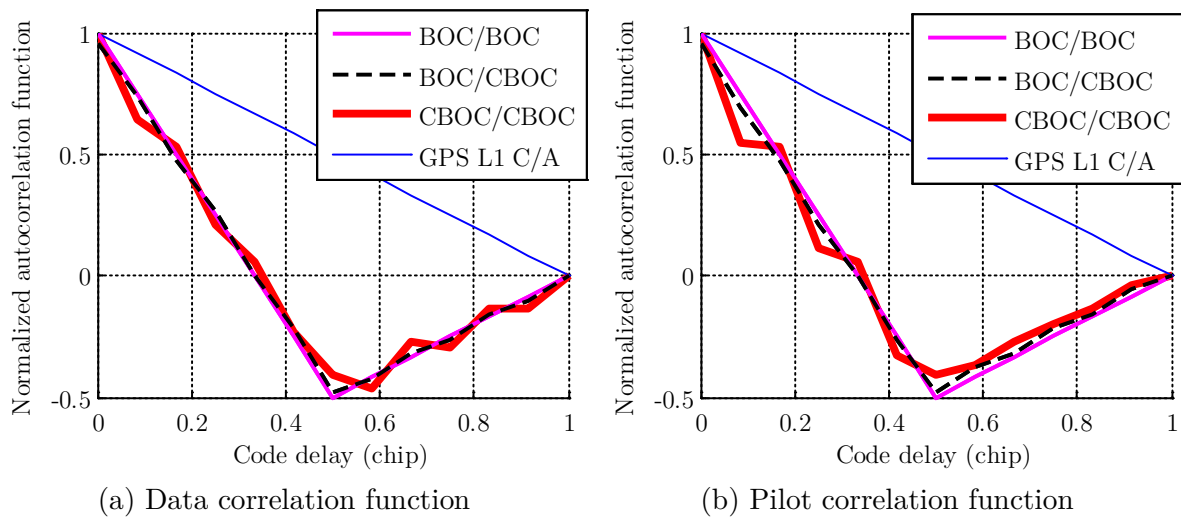 Normalized autocorrelation function
1
0.5
0
-0.5
0
0.2
0.4
0.6
0.8
1
Code delay (chip)
BOC/BOC
BOC/CBOC
CBOC/CBOC
GPS L1 C/A
(a) Data correlation function
Normalized autocorrelation function
1
0.5
0
-0.5
0
0.2
0.4
0.6
0.8
1
Code delay (chip)
BOC/BOC
BOC/CBOC
CBOC/CBOC
GPS L1 C/A
(b) Pilot correlation function